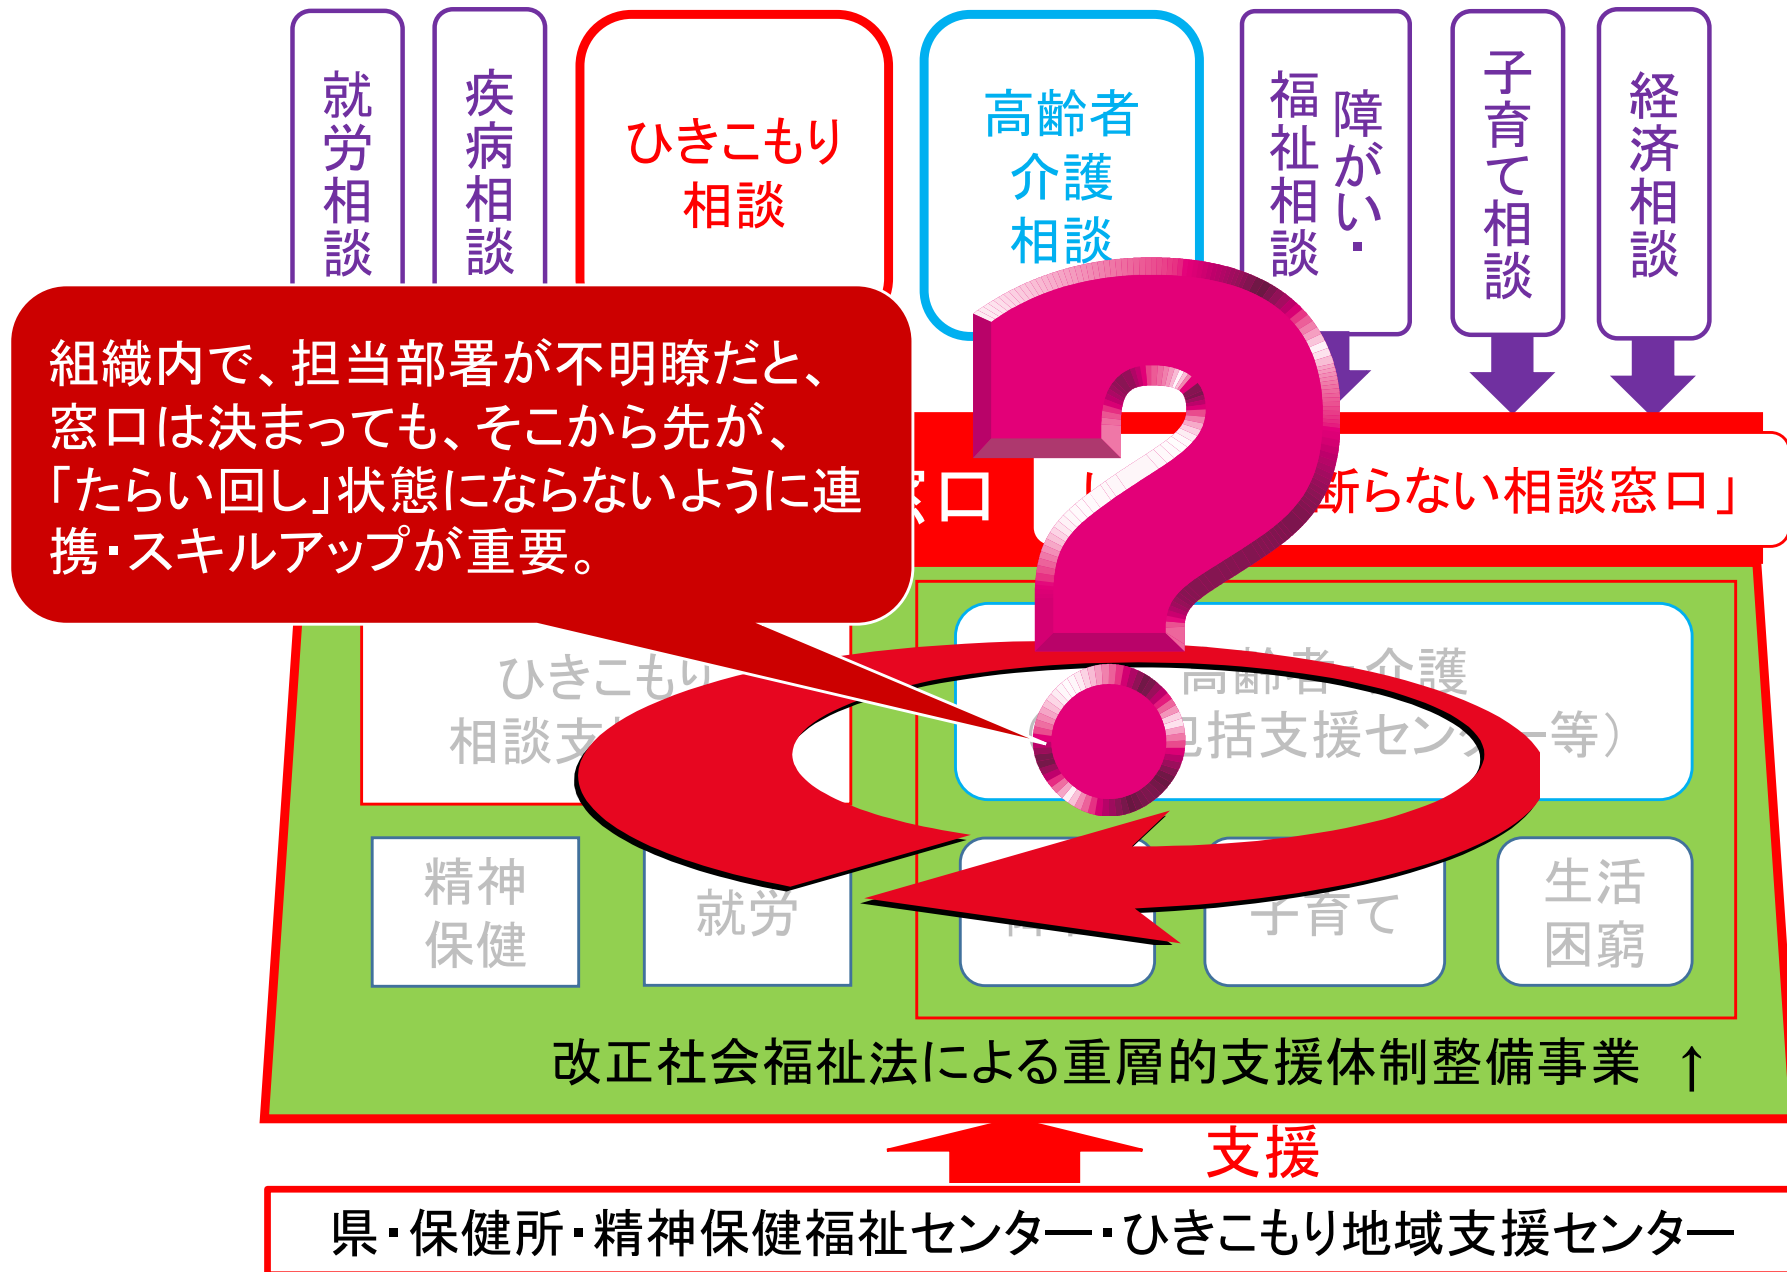 就労相談
疾病相談
ひきこもり
相談
高齢者
介護
相談
障がい・
福祉相談
子育て相談
経済相談
組織内で、担当部署が不明瞭だと、
窓口は決まっても、そこから先が、
「たらい回し」状態にならないように連
携・スキルアップが重要。
窓口
断らない相談窓口」
ひきこもり
相談支
高齢者・介護
包括支援センター等）
精神
保健
就労
子育て
生活
困窮
改正社会福祉法による重層的支援体制整備事業 ↑
支援
県・保健所・精神保健福祉センター・ひきこもり地域支援センター